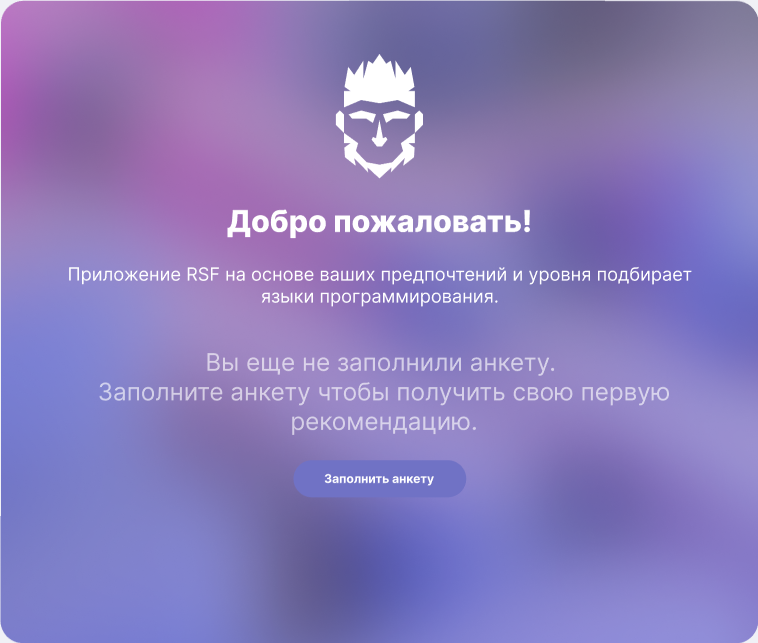 Добро пожаловать!
Приложение RSF на основе ваших предпочтений и уровня подбирает
языки программирования.
Вы еще не заполнили анкету.
Заполните анкету чтобы получить свою первую
рекомендацию.
Заполнить анкету